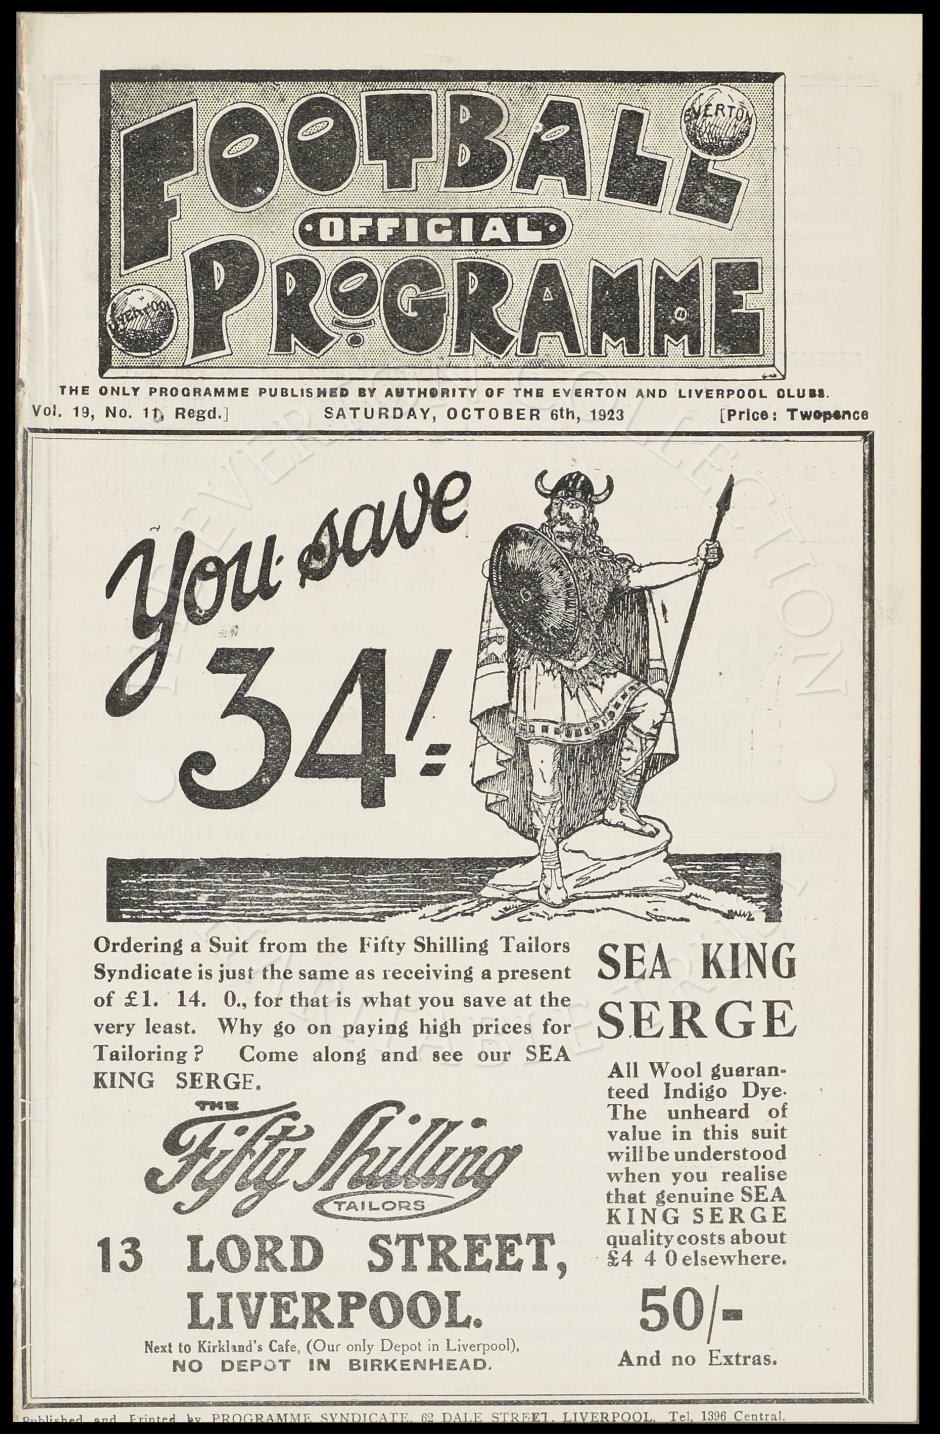 FOOTBALL
EVERTON
·OFFICIAL·
PROGRAMME
LIVERPOOL
THE ONLY PROGRAMME PUBLISHED BY AUTHORITY OF THE EVERTON AND LIVERPOOL CLUBS.
Vol. 19, No. 11, Regd.] SATURDAY, OCTOBER 6th, 1923 [Price: Twopence
You save
34/-
Ordering a Suit from the Fifty Shilling Tailors
Syndicate is just the same as receiving a present
of £1. 14. 0., for that is what you save at the
very least. Why go on paying high prices for
Tailoring? Come along and see our SEA
KING SERGE.
THE
Fifty Shilling
TAILORS
13 LORD STREET,
LIVERPOOL.
Next to Kirkland's Cafe, (Our only Depot in Liverpool),
NO DEPOT IN BIRKENHEAD.
SEA KING
SERGE
All Wool guaran-
teed Indigo Dye.
The unheard of
value in this suit
will be understood
when you realise
that genuine SEA
KING SERGE
quality costs about
£4 4 0 elsewhere.
50/-
And no Extras.
Published and Printed by PROGRAMME SYNDICATE, 62 DALE STREET, LIVERPOOL. Tel. 1396 Central.
EVERTON COLLECTION
CHARITABLE TRUST